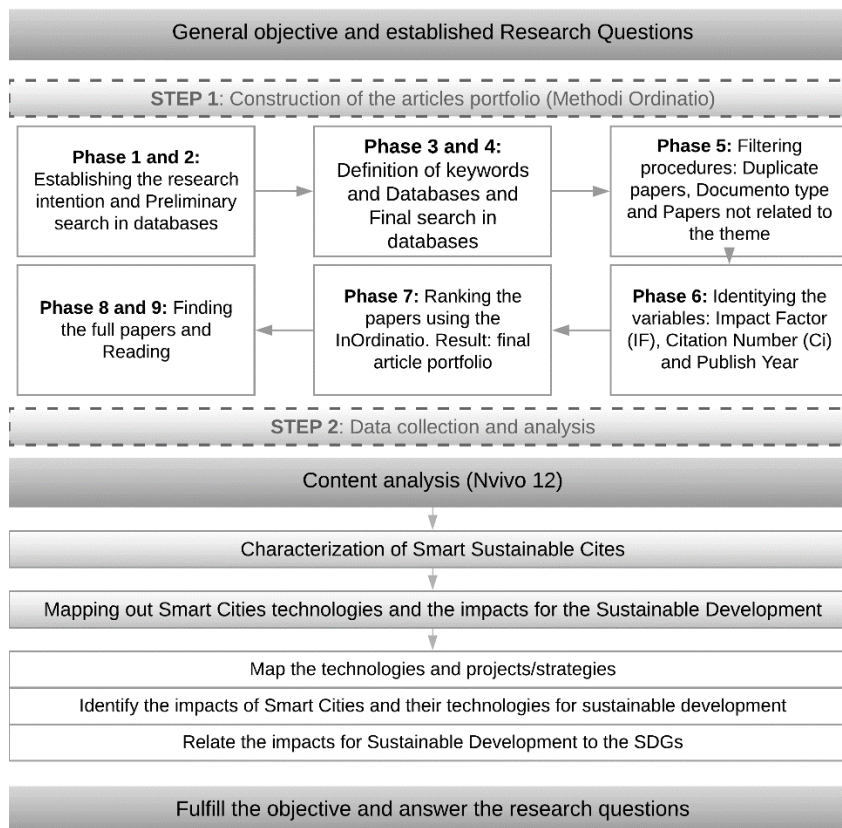 General objective and established Research Questions
STEP 1: Construction of the articles portfolio (Methodi Ordinatio)
Phase 1 and 2:
Establishing the research
intention and Preliminary
search in databases
Phase 3 and 4:
Definition of keywords
and Databases and
Final search in
databases
Phase 5: Filtering
procedures: Duplicate
papers, Documento type
and Papers not related to
the theme
Phase 6: Identitying the
variables: Impact Factor
(IF), Citation Number (Ci)
and Publish Year
Phase 7: Ranking the
papers using the
InOrdinatio. Result: final
article portfolio
Phase 8 and 9: Finding
the full papers and
Reading
STEP 2: Data collection and analysis
Content analysis (Nvivo 12)
Characterization of Smart Sustainable Cites
Mapping out Smart Cities technologies and the impacts for the Sustainable Development
Map the technologies and projects/strategies
Identify the impacts of Smart Cities and their technologies for sustainable development
Relate the impacts for Sustainable Development to the SDGs
Fulfill the objective and answer the research questions